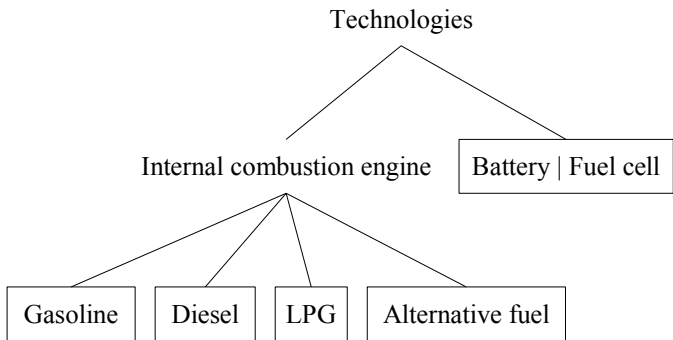 Technologies
Internal combustion engine
Battery | Fuel cell
Gasoline
Diesel
LPG
Alternative fuel